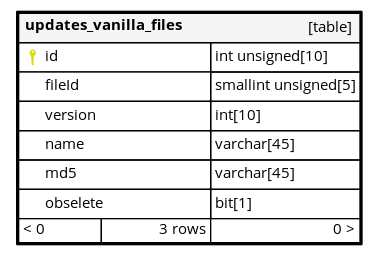 updates_vanilla_files [table]
id int unsigned[10]
fileId smallint unsigned[5]
version int[10]
name varchar[45]
md5 varchar[45]
obselete bit[1]
< 0 3 rows 0 >